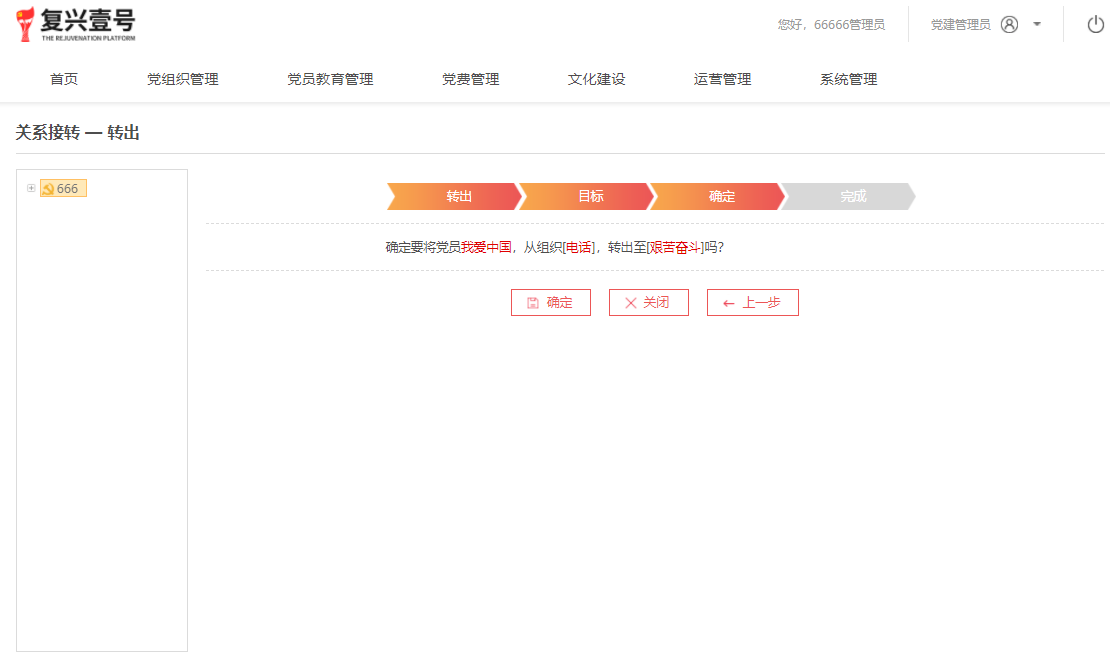 复兴壹号
THE REJUVENATION PLATFORM
您好，66666管理员
党建管理员
首页 党组织管理 党员教育管理 党费管理 文化建设 运营管理 系统管理
关系接转 — 转出
666
转出 目标 确定 完成
确定要将党员我爱中国，从组织[电话]，转出至[艰苦奋斗]吗？
确定 关闭 上一步